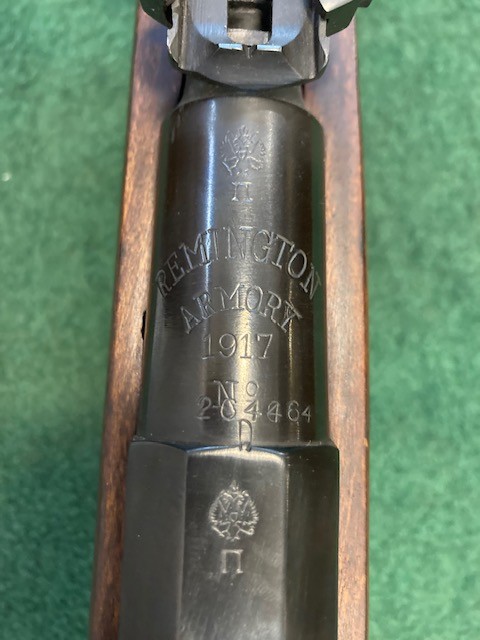 П
REMINGTON
ARMORY
1917
No
204464
П